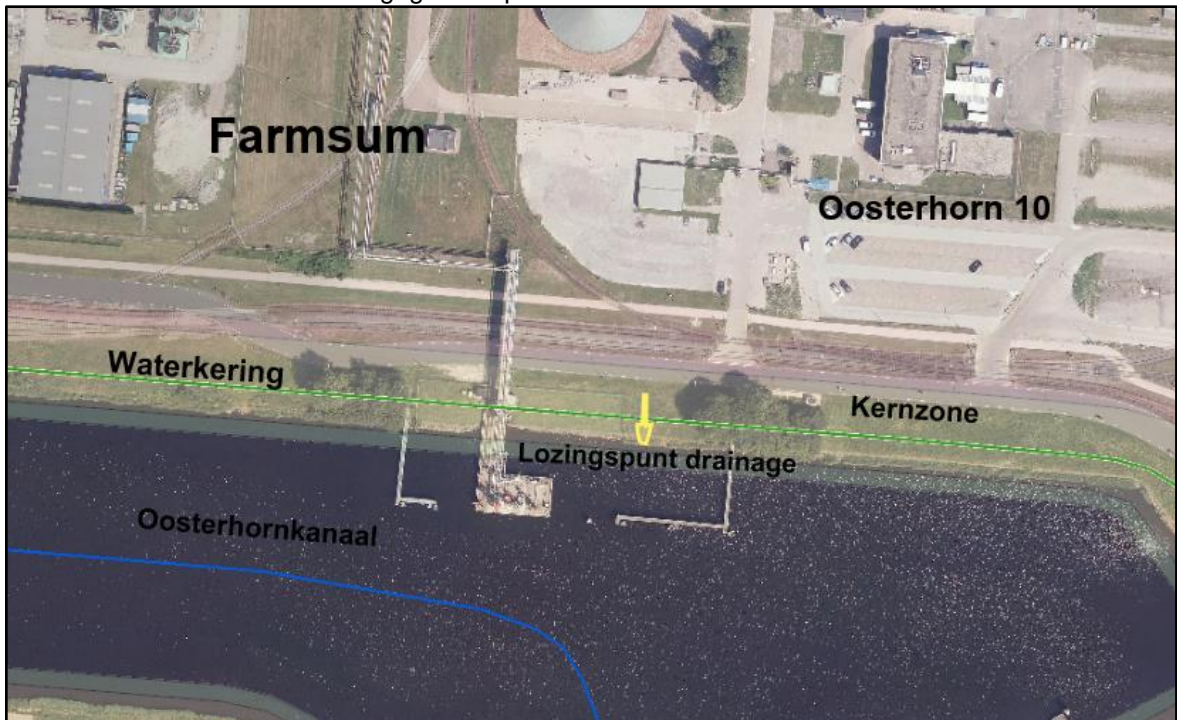 Farmsum
Oosterhorn 10
Waterkering
Kernzone
Lozingspunt drainage
Oosterhornkanaal